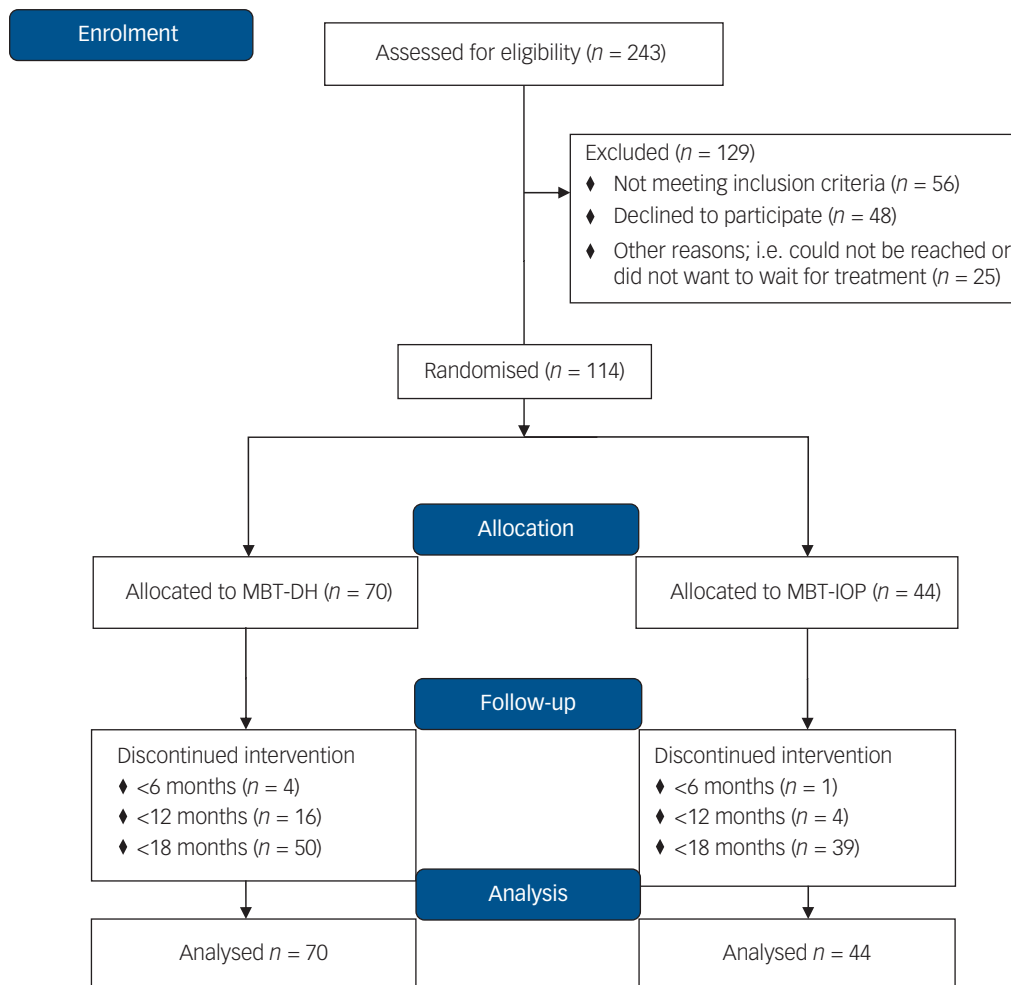 Enrolment
Assessed for eligibility (n = 243)
Excluded (n = 129)
♦ Not meeting inclusion criteria (n = 56)
♦ Declined to participate (n = 48)
♦ Other reasons; i.e. could not be reached or
did not want to wait for treatment (n = 25)
Randomised (n = 114)
Allocation
Allocated to MBT-DH (n = 70)
Allocated to MBT-IOP (n = 44)
Follow-up
Discontinued intervention
♦ <6 months (n = 4)
♦ <12 months (n = 16)
♦ <18 months (n = 50)
Discontinued intervention
♦ <6 months (n = 1)
♦ <12 months (n = 4)
♦ <18 months (n = 39)
Analysis
Analysed n = 70
Analysed n = 44